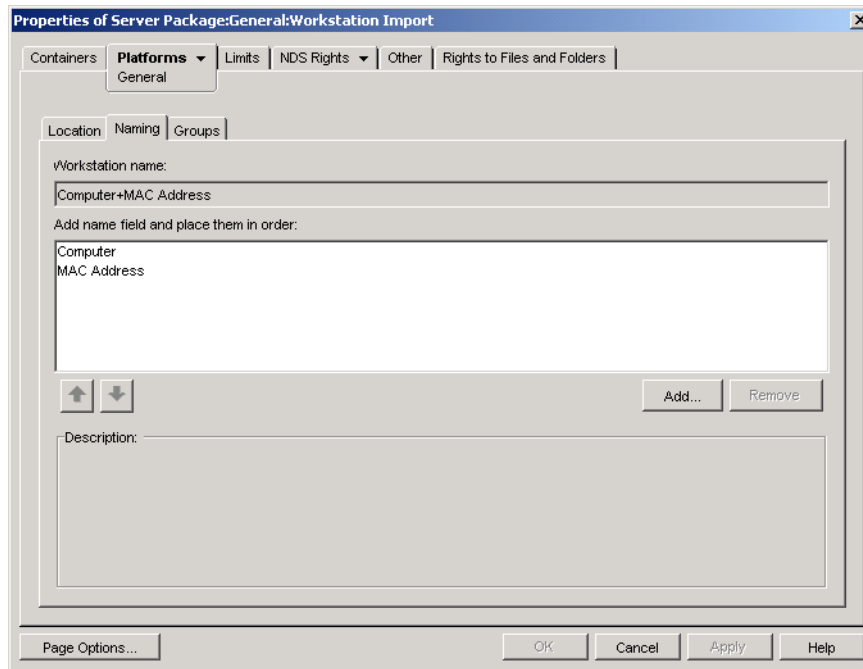 Properties of Server Package:General:Workstation Import
Containers Platforms Limits NDS Rights Other Rights to Files and Folders
General
Location Naming Groups
Workstation name:
Computer+MAC Address
Add name field and place them in order:
Computer
MAC Address
Add... Remove
Description:
Page Options... OK Cancel Apply Help